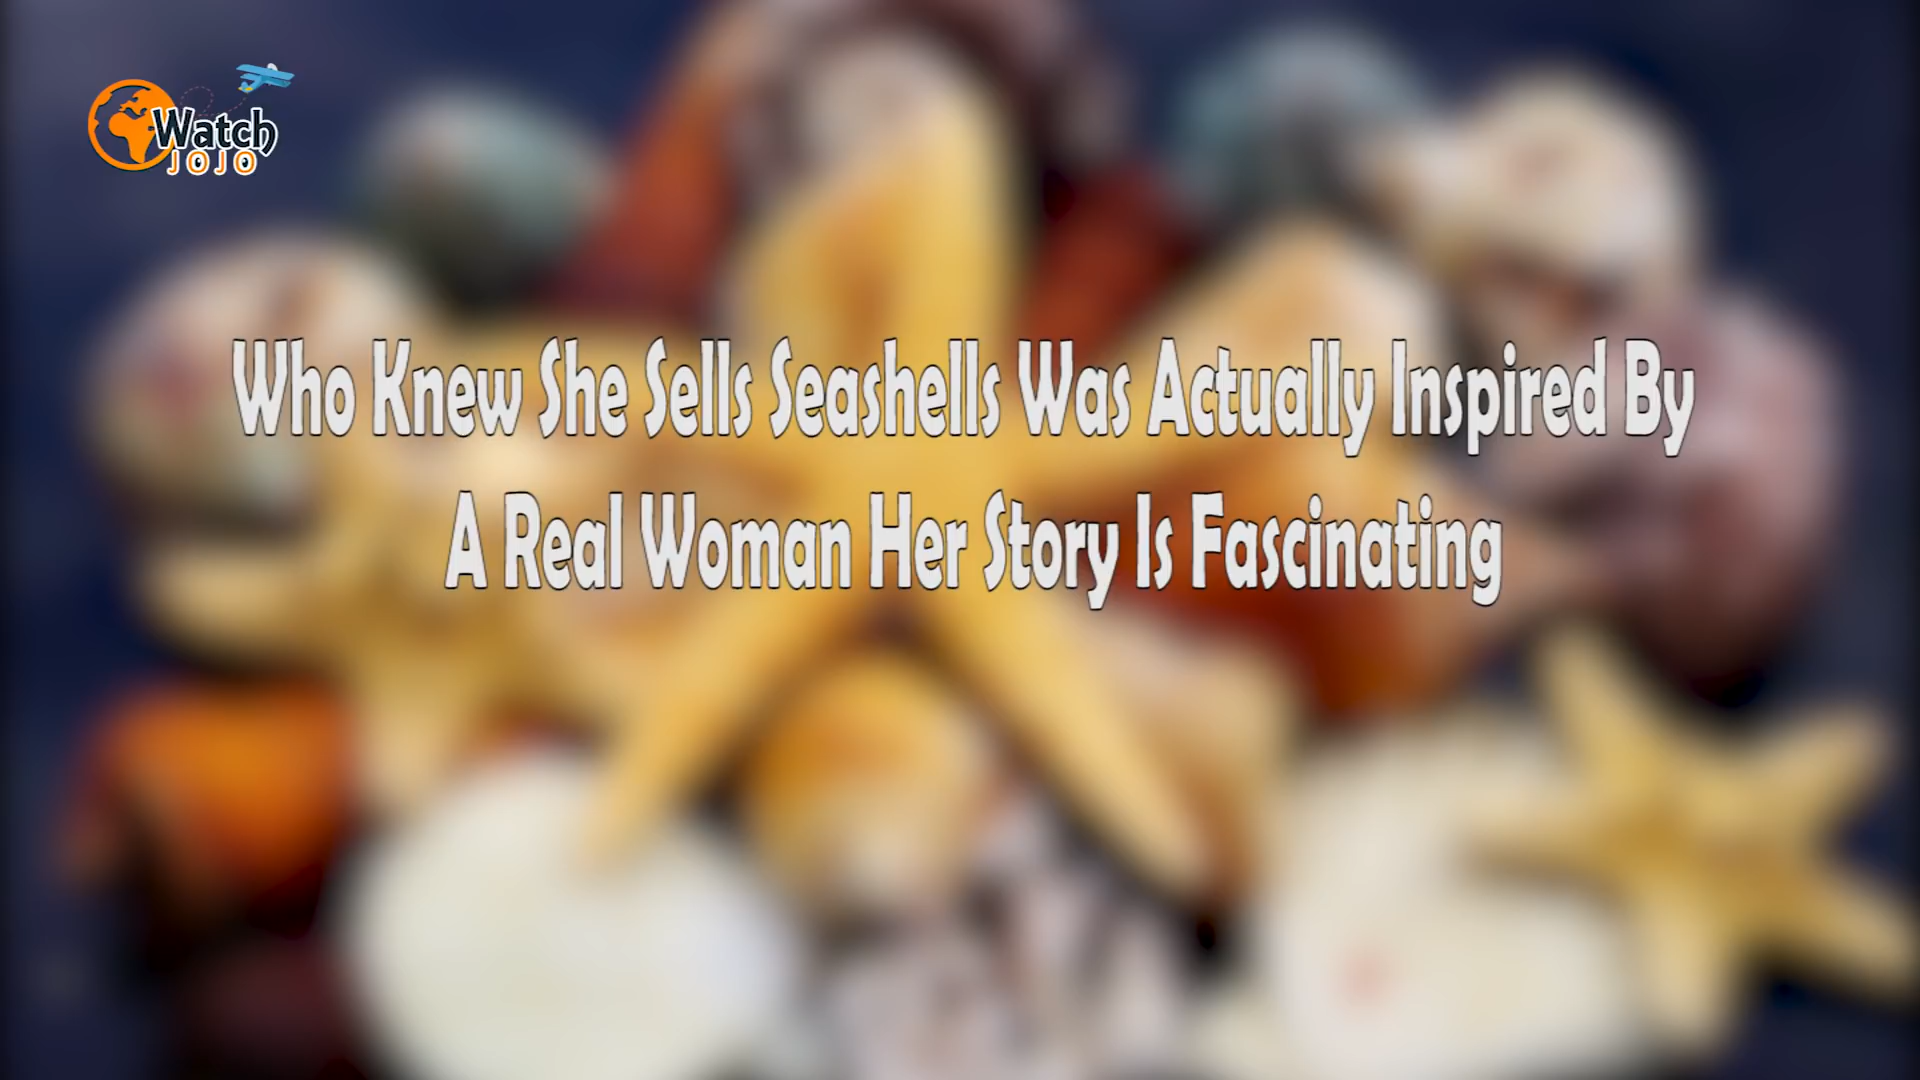 Watch
JOJO
Who Knew She Sells Seashells Was Actually Inspired By
A Real Woman Her Story Is Fascinating